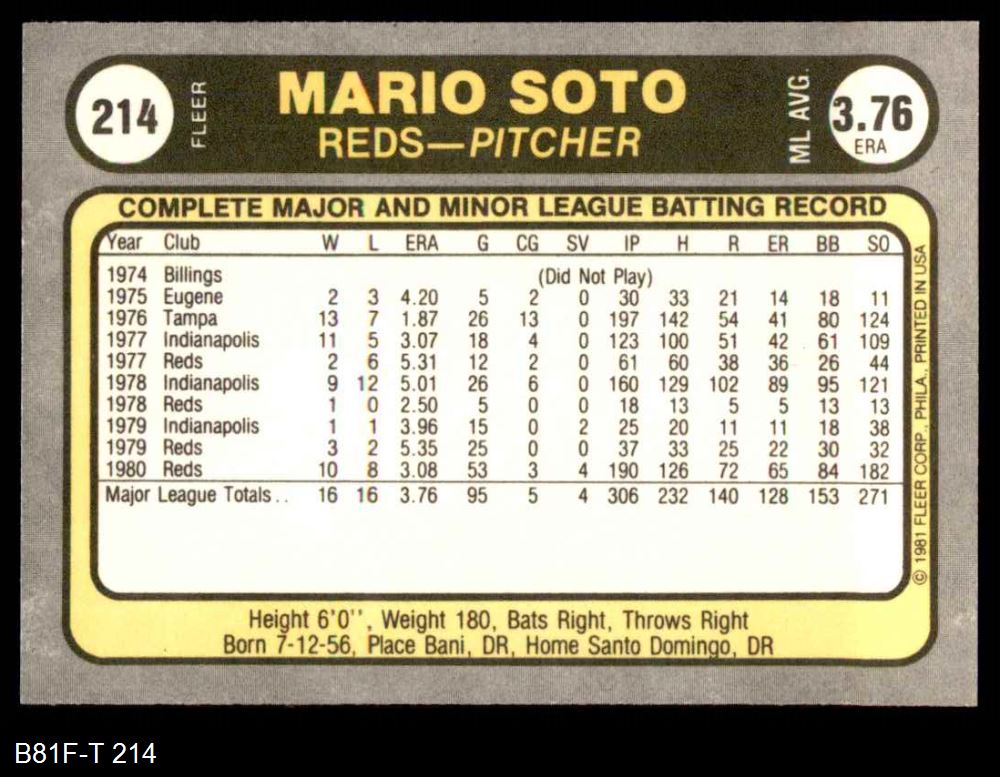 214
FLEER
MARIO SOTO
REDS—PITCHER
ML AVG.
3.76
ERA
COMPLETE MAJOR AND MINOR LEAGUE BATTING RECORD
Year Club W L ERA G CG SV IP H R ER BB SO
1974 Billings (Did Not Play)
1975 Eugene 2 3 4.20 5 2 0 30 33 21 14 18 11
1976 Tampa 13 7 1.87 26 13 0 197 142 54 41 80 124
1977 Indianapolis 11 5 3.07 18 4 0 123 100 51 42 61 109
1977 Reds 2 6 5.31 12 2 0 61 60 38 36 26 44
1978 Indianapolis 9 12 5.01 26 6 0 160 129 102 89 95 121
1978 Reds 1 0 2.50 5 0 0 18 13 5 5 13 13
1979 Indianapolis 1 1 3.96 15 0 2 25 20 11 11 18 38
1979 Reds 3 2 5.35 25 0 0 37 33 25 22 30 32
1980 Reds 10 8 3.08 53 3 4 190 126 72 65 84 182
Major League Totals.. 16 16 3.76 95 5 4 306 232 140 128 153 271
© 1981 FLEER CORP., PHILA., PRINTED IN USA
Height 6'0'', Weight 180, Bats Right, Throws Right
Born 7-12-56, Place Bani, DR, Home Santo Domingo, DR
B81F-T 214